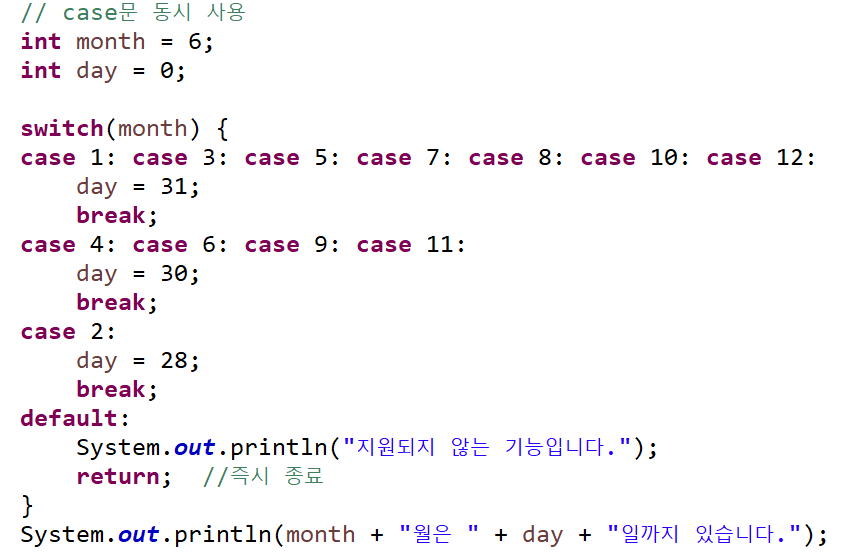 // case문 동시 사용
int month = 6;
int day = 0;

switch(month) {
case 1: case 3: case 5: case 7: case 8: case 10: case 12:
    day = 31;
    break;
case 4: case 6: case 9: case 11:
    day = 30;
    break;
case 2:
    day = 28;
    break;
default:
    System.out.println("지원되지 않는 기능입니다.");
    return;  //즉시 종료
}
System.out.println(month + "월은 " + day + "일까지 있습니다.");